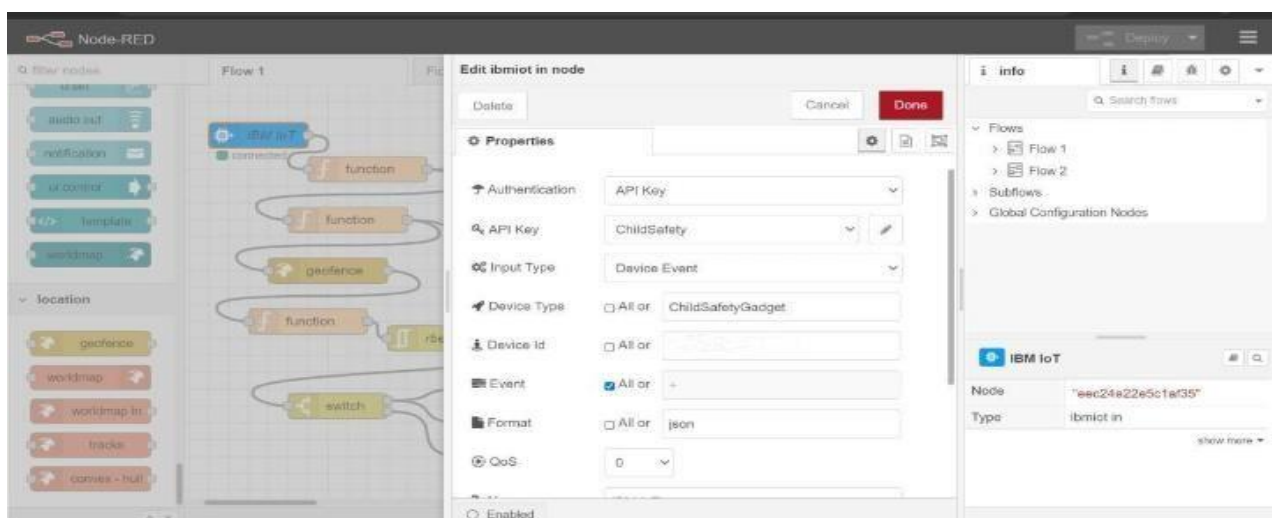 Node-RED
Deploy
filter nodes
Flow 1
audio out
notification
ui control
template
worldmap
location
geofence
worldmap
worldmap in
tracks
convex - hull
IBM IoT
connected
function
function
geofence
function
switch
Edit ibmiot in node
Delete
Cancel
Done
Properties
Authentication
API Key
API Key
ChildSafety
Input Type
Device Event
Device Type
All or
ChildSafetyGadget
Device Id
All or
Event
All or
+
Format
All or
json
QoS
0
Enabled
info
Search flows
Flows
Flow 1
Flow 2
Subflows
Global Configuration Nodes
IBM IoT
Node
Type
ibmiot in
show more